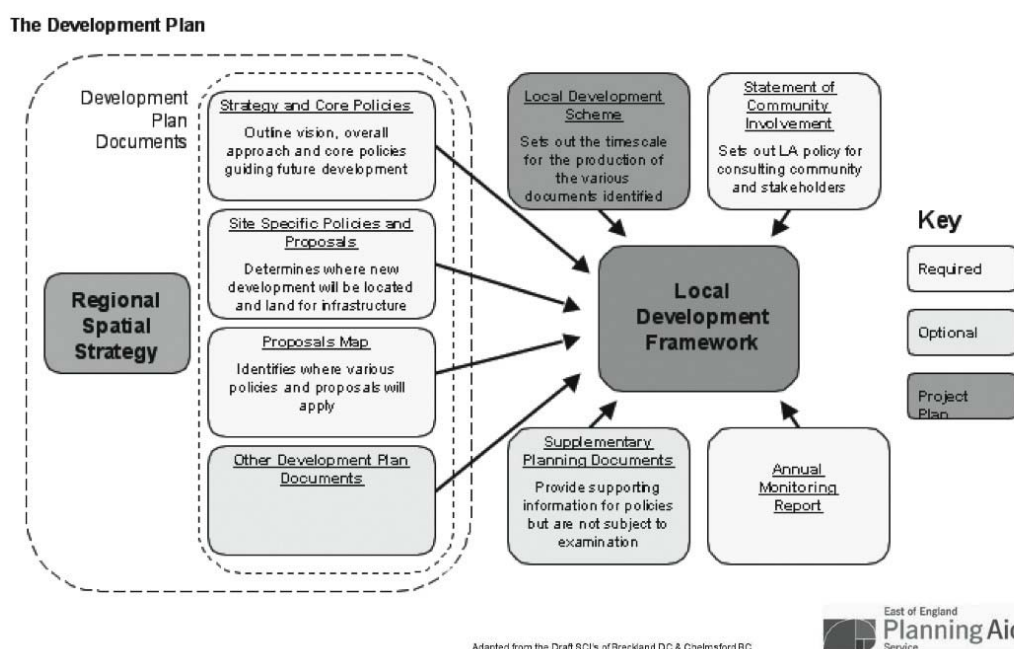 The Development Plan
Development
Plan
Documents
Regional
Spatial
Strategy
Strategy and Core Policies
Outline vision, overall
approach and core policies
guiding future development
Site Specific Policies and
Proposals
Determines where new
development will be located
and land for infrastructure
Proposals Map
Identifies where various
policies and proposals will
apply
Other Development Plan
Documents
Local Development
Scheme
Sets out the timescale
for the production of
the various
documents identified
Statement of
Community
Involvement
Sets out LA policy for
consulting community
and stakeholders
Local
Development
Framework
Supplementary
Planning Documents
Provide supporting
information for policies
but are not subject to
examination
Annual
Monitoring
Report
Key
Required
Optional
Project
Plan
Adapted from the Draft SCI's of Breckland DC & Chelmsford BC
East of England
Planning Aid
Service